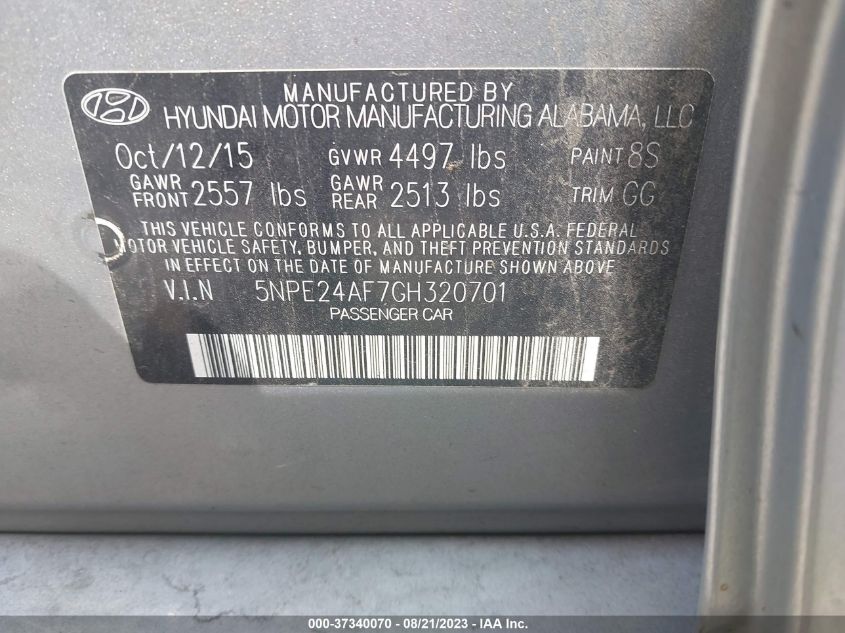 MANUFACTURED BY
HYUNDAI MOTOR MANUFACTURING ALABAMA, LLC
Oct/12/15 GVWR 4497 lbs PAINT 8S
GAWR FRONT 2557 lbs GAWR REAR 2513 lbs TRIM GG
THIS VEHICLE CONFORMS TO ALL APPLICABLE U.S.A. FEDERAL
MOTOR VEHICLE SAFETY, BUMPER, AND THEFT PREVENTION STANDARDS
IN EFFECT ON THE DATE OF MANUFACTURE SHOWN ABOVE
V.I.N 5NPE24AF7GH320701
PASSENGER CAR
000-37340070 - 08/21/2023 - IAA Inc.